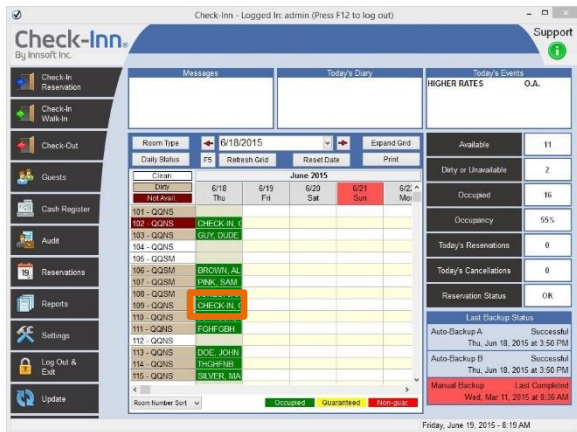 Check-Inn - Logged In: admin (Press F12 to log out)
Check-Inn®
By Innsoft Inc.
Support
Check-In
Reservation
Check-In
Walk-In
Check-Out
Guests
Cash Register
Audit
19
Reservations
Reports
Settings
Log Out &
Exit
Update
Messages
Today's Diary
Today's Events
HIGHER RATES O.A.
Room Type 6/18/2015 Expand Grid
Daily Status F5 Refresh Grid Reset Date Print
Clean June 2015
Dirty 6/18 6/19 6/20 6/21
Not Avail. Thu Fri Sat Sun
101 - QQNS
102 - QQNS CHECK-IN,
103 - QQNS GUY, DUDE
104 - QQNS
105 - QQSM
106 - QQSM BROWN, AL
107 - QQSM PINK, SAM
108 - QQSM
109 - QQNS CHECK-IN,
110 - QQNS
111 - QQNS FGHFGBH
112 - QQNS
113 - QQNS DOE, JOHN
114 - QQNS THGHFNB
115 - QQNS SILVER, MA
Room Number Sort Occupied Guaranteed Non-guar.
Available 11
Dirty or Unavailable 2
Occupied 16
Occupancy 55%
Today's Reservations 0
Today's Cancellations 0
Reservation Status OK
Last Backup Status
Auto-Backup A Successful
Thu, Jun 18, 2015 at 3:50 PM
Auto-Backup B Successful
Thu, Jun 18, 2015 at 3:50 PM
Manual Backup Last Completed
Wed, Mar 11, 2015 at 8:36 AM
Friday, June 19, 2015 - 8:19 AM